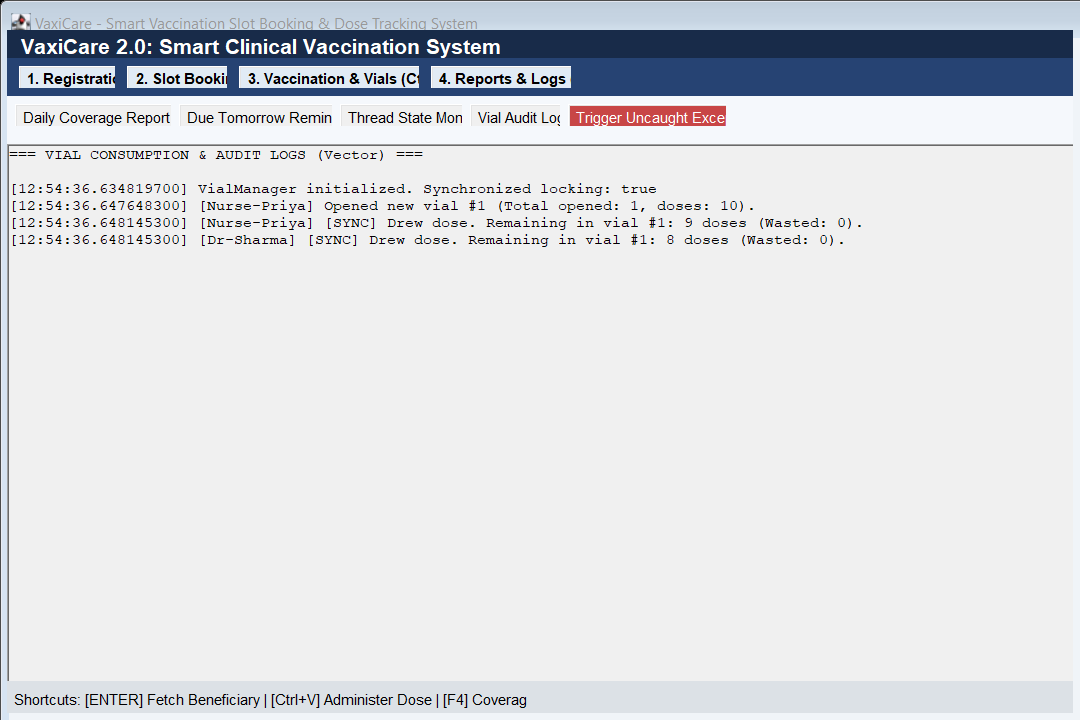 VaxiCare - Smart Vaccination Slot Booking & Dose Tracking System
VaxiCare 2.0: Smart Clinical Vaccination System
1. Registratic 2. Slot Bookin 3. Vaccination & Vials (Ct 4. Reports & Logs
Daily Coverage Report Due Tomorrow Remin Thread State Mon Vial Audit Log Trigger Uncaught Exce
=== VIAL CONSUMPTION & AUDIT LOGS (Vector) ===
[12:54:36.634819700] VialManager initialized. Synchronized locking: true
[12:54:36.647648300] [Nurse-Priya] Opened new vial #1 (Total opened: 1, doses: 10).
[12:54:36.648145300] [Nurse-Priya] [SYNC] Drew dose. Remaining in vial #1: 9 doses (Wasted: 0).
[12:54:36.648145300] [Dr-Sharma] [SYNC] Drew dose. Remaining in vial #1: 8 doses (Wasted: 0).
Shortcuts: [ENTER] Fetch Beneficiary | [Ctrl+V] Administer Dose | [F4] Coverag